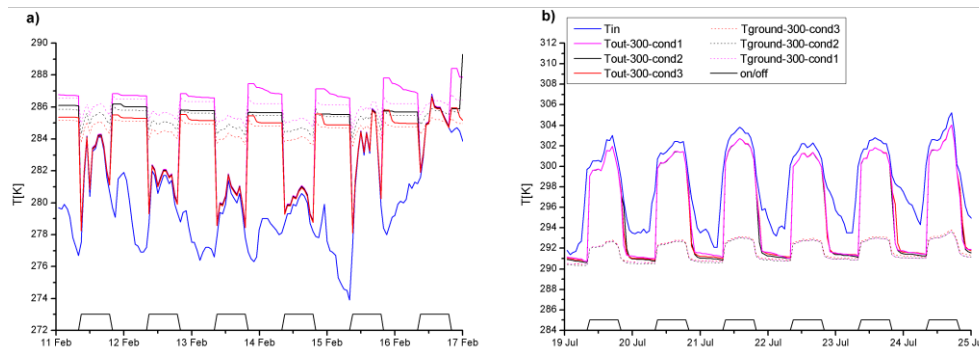 a)
290
288
286
284
282
280
278
276
274
272
T[K]
11 Feb 12 Feb 13 Feb 14 Feb 15 Feb 16 Feb 17 Feb
b)
312
310
308
306
304
302
300
298
296
294
292
290
288
286
284
T[K]
19 Jul 20 Jul 21 Jul 22 Jul 23 Jul 24 Jul 25 Jul
Tin
Tout-300-cond1
Tout-300-cond2
Tout-300-cond3
Tground-300-cond3
Tground-300-cond2
Tground-300-cond1
on/off